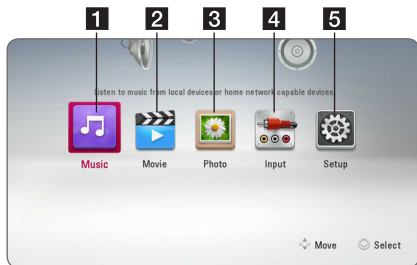 1 2 3 4 5
Listen to music from local devices or home network capable devices.
Music Movie Photo Input Setup
Move Select